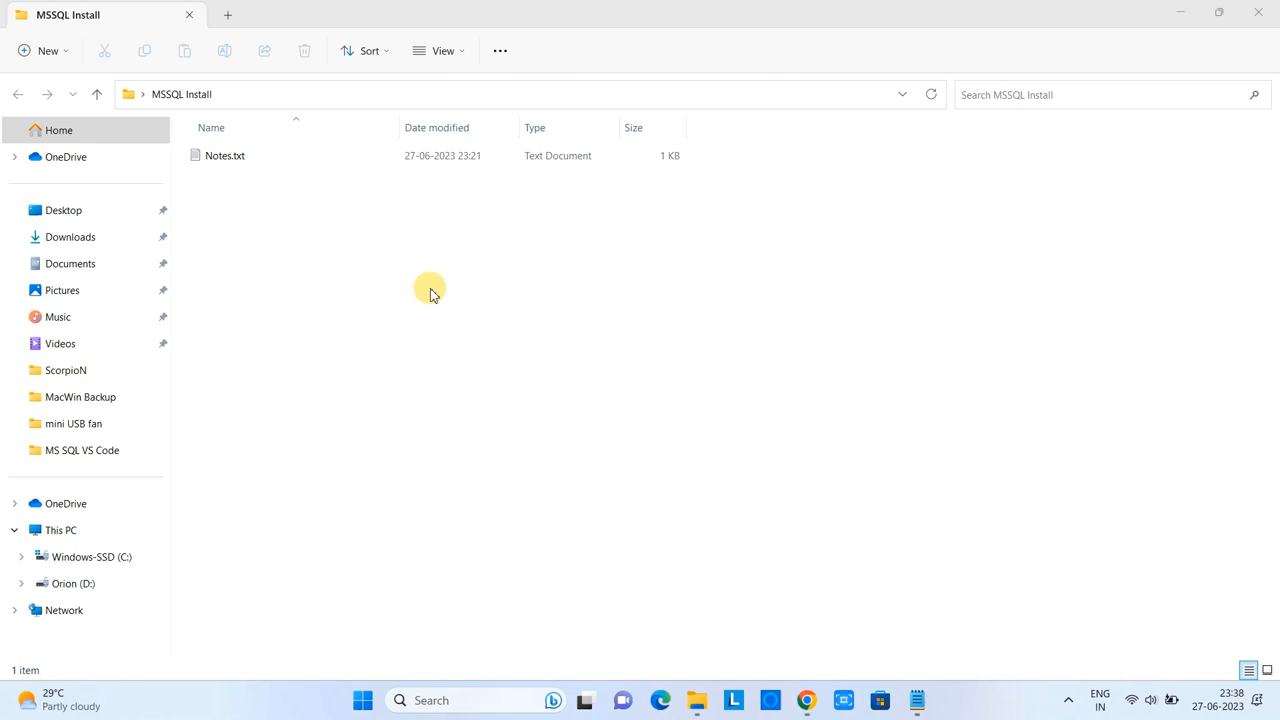 MSSQL Install
New
Sort
View
MSSQL Install
Search MSSQL Install
Name
Date modified
Type
Size
Notes.txt
27-06-2023 23:21
Text Document
1 KB
Home
OneDrive
Desktop
Downloads
Documents
Pictures
Music
Videos
ScorpioN
MacWin Backup
mini USB fan
MS SQL VS Code
OneDrive
This PC
Windows-SSD (C:)
Orion (D:)
Network
1 item
29°C
Partly cloudy
Search
L
ENG
IN
23:38
27-06-2023